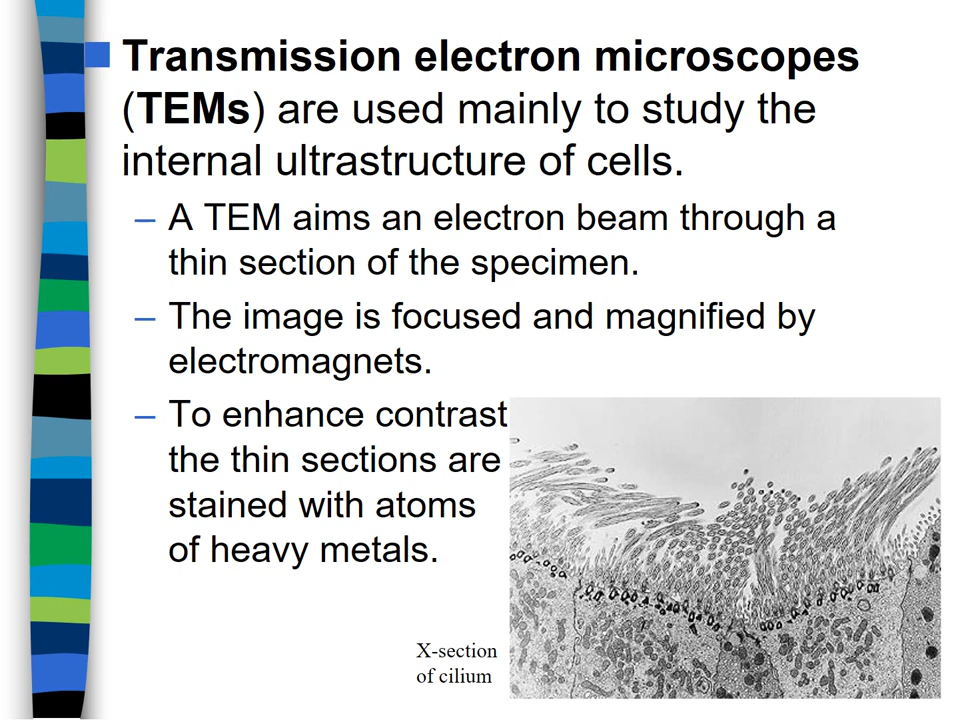 Transmission electron microscopes
(TEMs) are used mainly to study the
internal ultrastructure of cells.
– A TEM aims an electron beam through a
thin section of the specimen.
– The image is focused and magnified by
electromagnets.
– To enhance contrast
the thin sections are
stained with atoms
of heavy metals.
X-section
of cilium